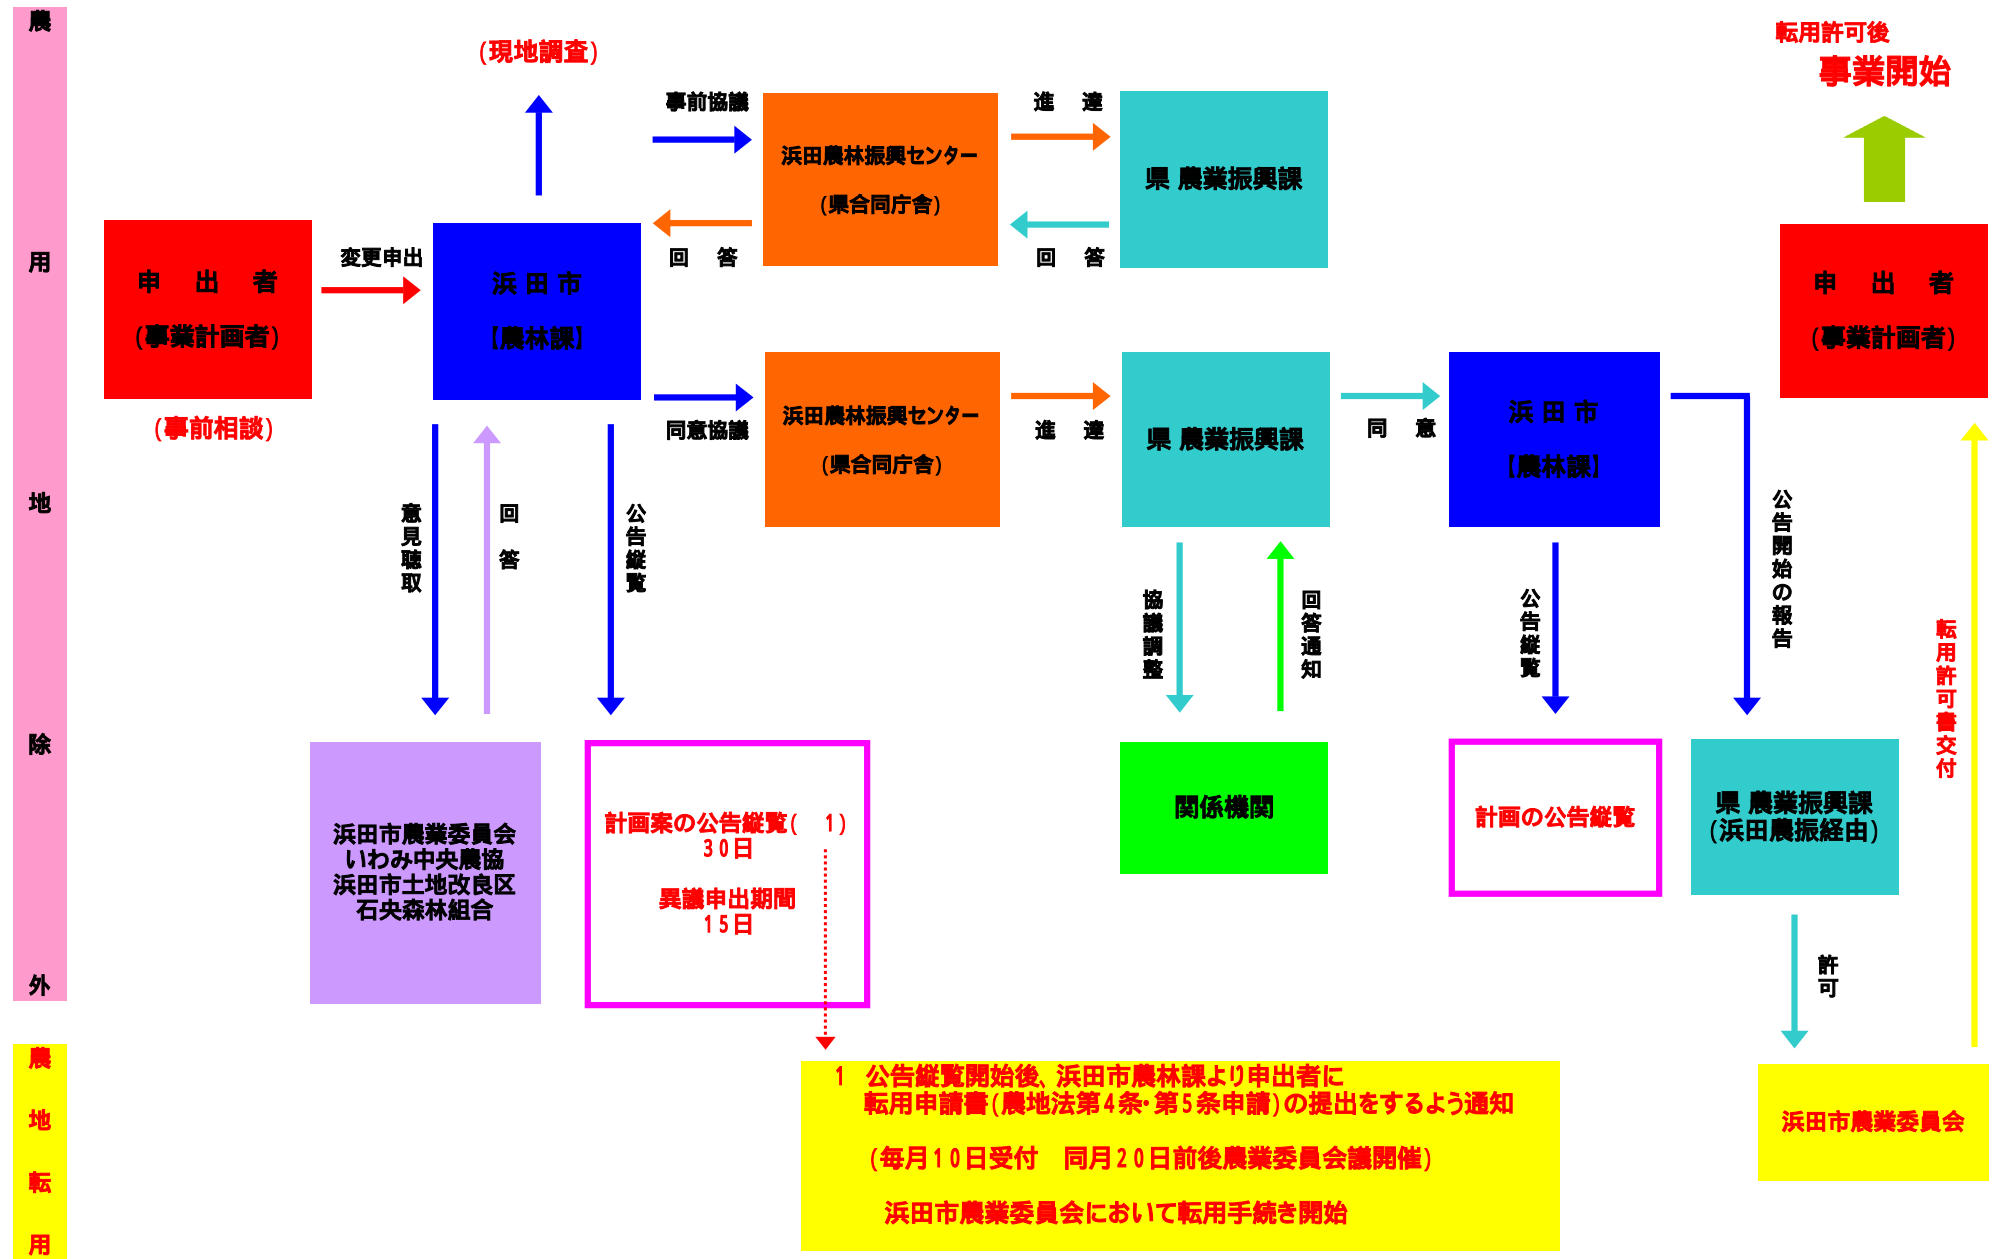 農用地除外
農地転用
(現地調査)
申　出　者
(事業計画者)
(事前相談)
変更申出
浜 田 市
【農林課】
事前協議
回　答
浜田農林振興センター
(県合同庁舎)
進　達
回　答
県 農業振興課
同意協議
浜田農林振興センター
(県合同庁舎)
進　達
県 農業振興課
同　意
浜 田 市
【農林課】
転用許可後
事業開始
申　出　者
(事業計画者)
意見聴取
回　答
公告縦覧
協議調整
回答通知
公告縦覧
公告開始の報告
転用許可書交付
浜田市農業委員会
いわみ中央農協
浜田市土地改良区
石央森林組合
計画案の公告縦覧(　1)
30日
異議申出期間
15日
関係機関
計画の公告縦覧
県 農業振興課
(浜田農振経由)
許可
浜田市農業委員会
1　公告縦覧開始後、浜田市農林課より申出者に
転用申請書(農地法第4条・第5条申請)の提出をするよう通知
(毎月10日受付　同月20日前後農業委員会議開催)
浜田市農業委員会において転用手続き開始